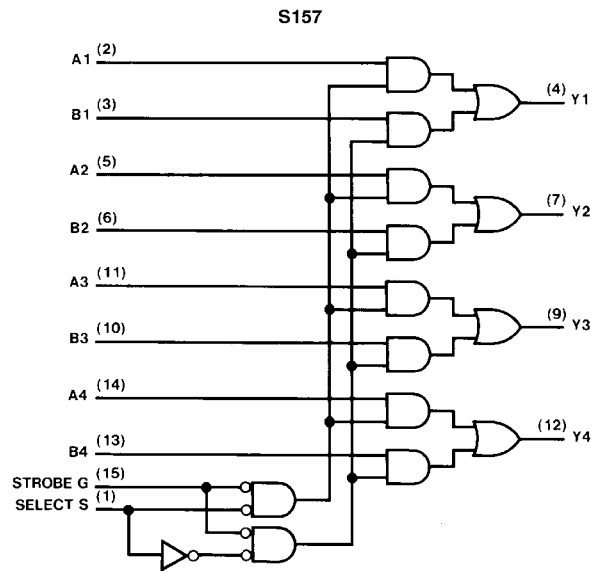 S157
A1 (2)
(4) Y1
B1 (3)
A2 (5)
(7) Y2
B2 (6)
A3 (11)
(9) Y3
B3 (10)
A4 (14)
(12) Y4
B4 (13)
STROBE G (15)
SELECT S (1)